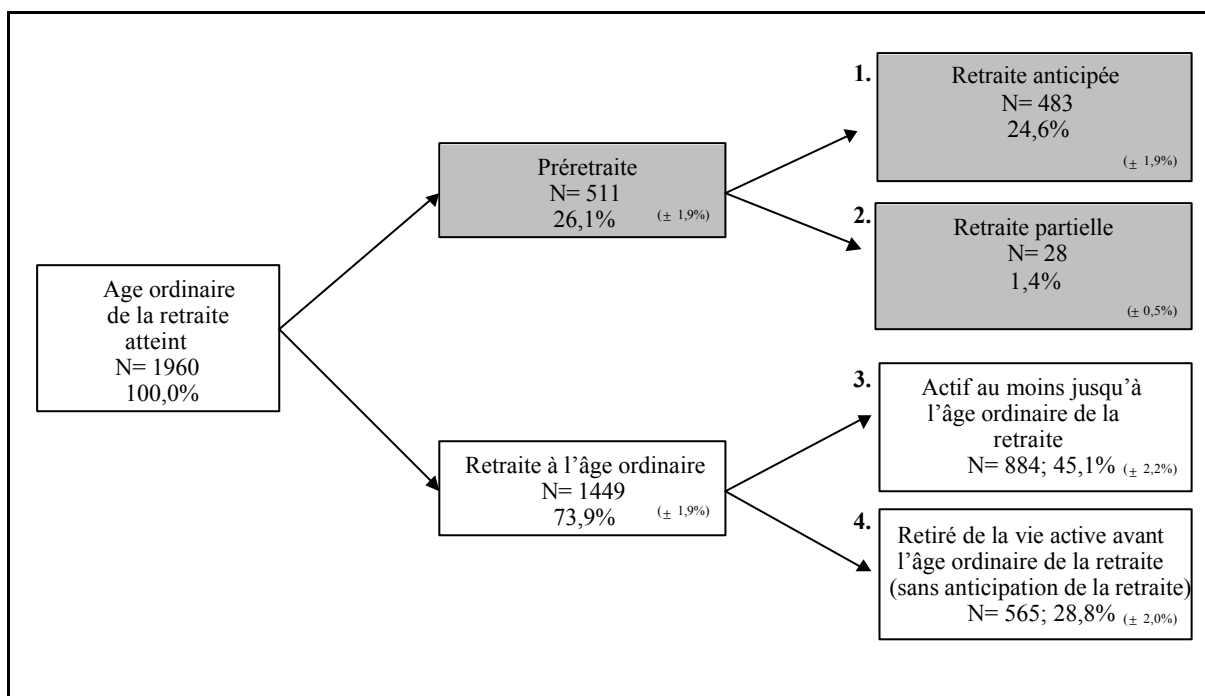 Age ordinaire
de la retraite
atteint
N= 1960
100,0%
Préretraite
N= 511
26,1% (± 1,9%)
Retraite à l’âge ordinaire
N= 1449
73,9% (± 1,9%)
1. Retraite anticipée
N= 483
24,6%
(± 1,9%)
2. Retraite partielle
N= 28
1,4%
(± 0,5%)
3. Actif au moins jusqu’à
l’âge ordinaire de la
retraite
N= 884; 45,1% (± 2,2%)
4. Retiré de la vie active avant
l’âge ordinaire de la retraite
(sans anticipation de la retraite)
N= 565; 28,8% (± 2,0%)